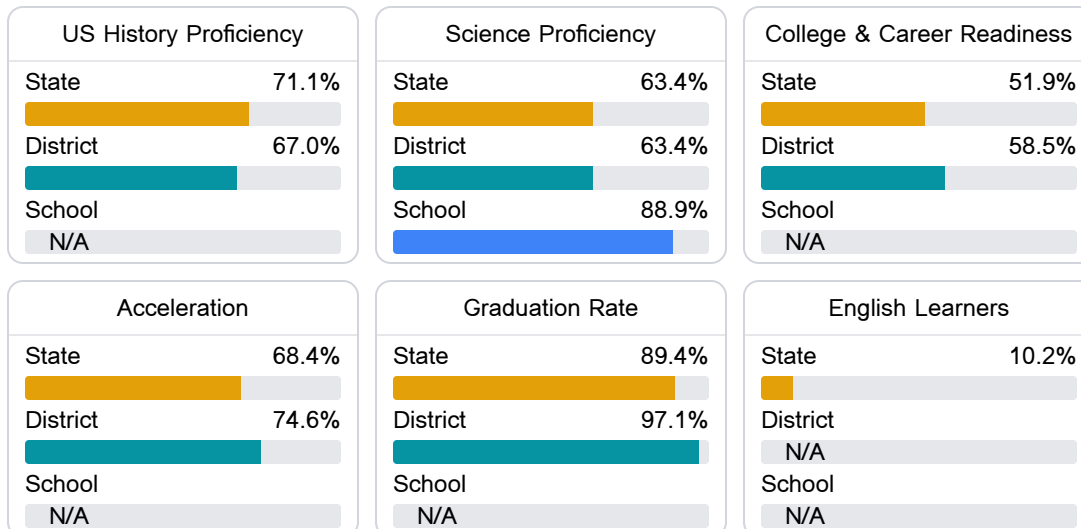 US History Proficiency
State 71.1%
District 67.0%
School
N/A
Science Proficiency
State 63.4%
District 63.4%
School 88.9%
College & Career Readiness
State 51.9%
District 58.5%
School
N/A
Acceleration
State 68.4%
District 74.6%
School
N/A
Graduation Rate
State 89.4%
District 97.1%
School
N/A
English Learners
State 10.2%
District
N/A
School
N/A